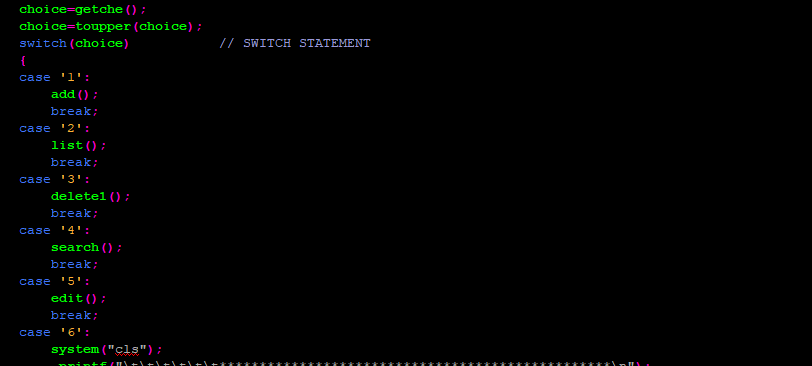 choice=getche();
choice=toupper(choice);
switch(choice) // SWITCH STATEMENT
{
case '1':
add();
break;
case '2':
list();
break;
case '3':
delete1();
break;
case '4':
search();
break;
case '5':
edit();
break;
case '6':
system("cls");